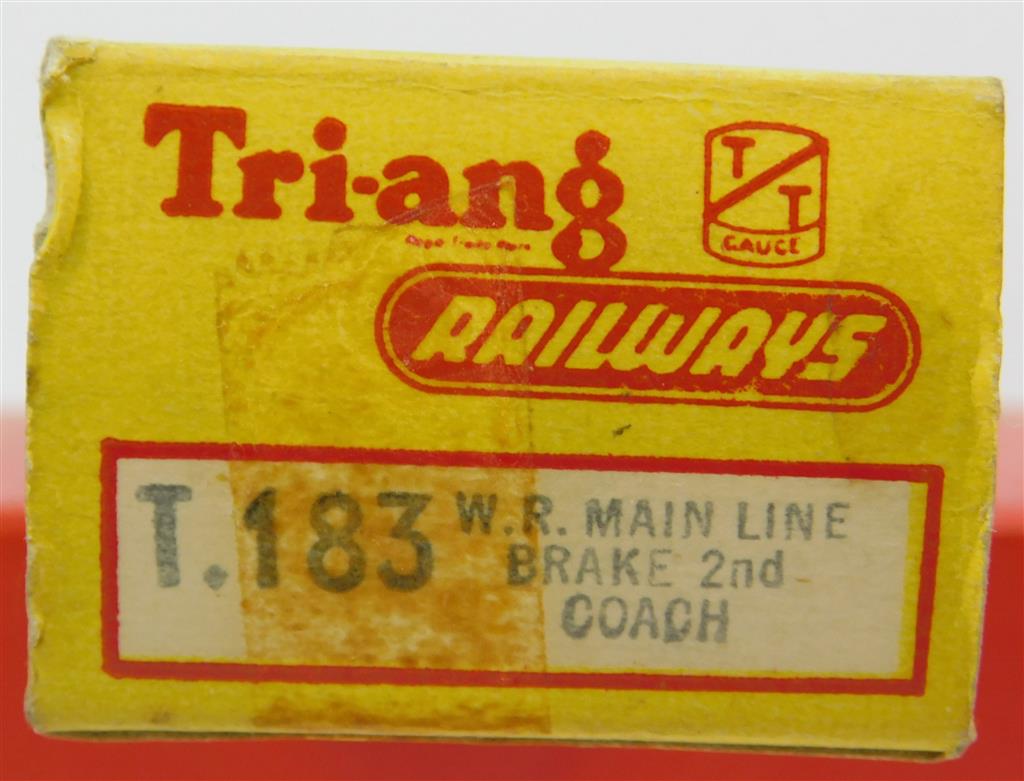 Tri-ang
T/T
GAUGE
RAILWAYS
T.183 W.R. MAIN LINE
BRAKE 2nd
COACH